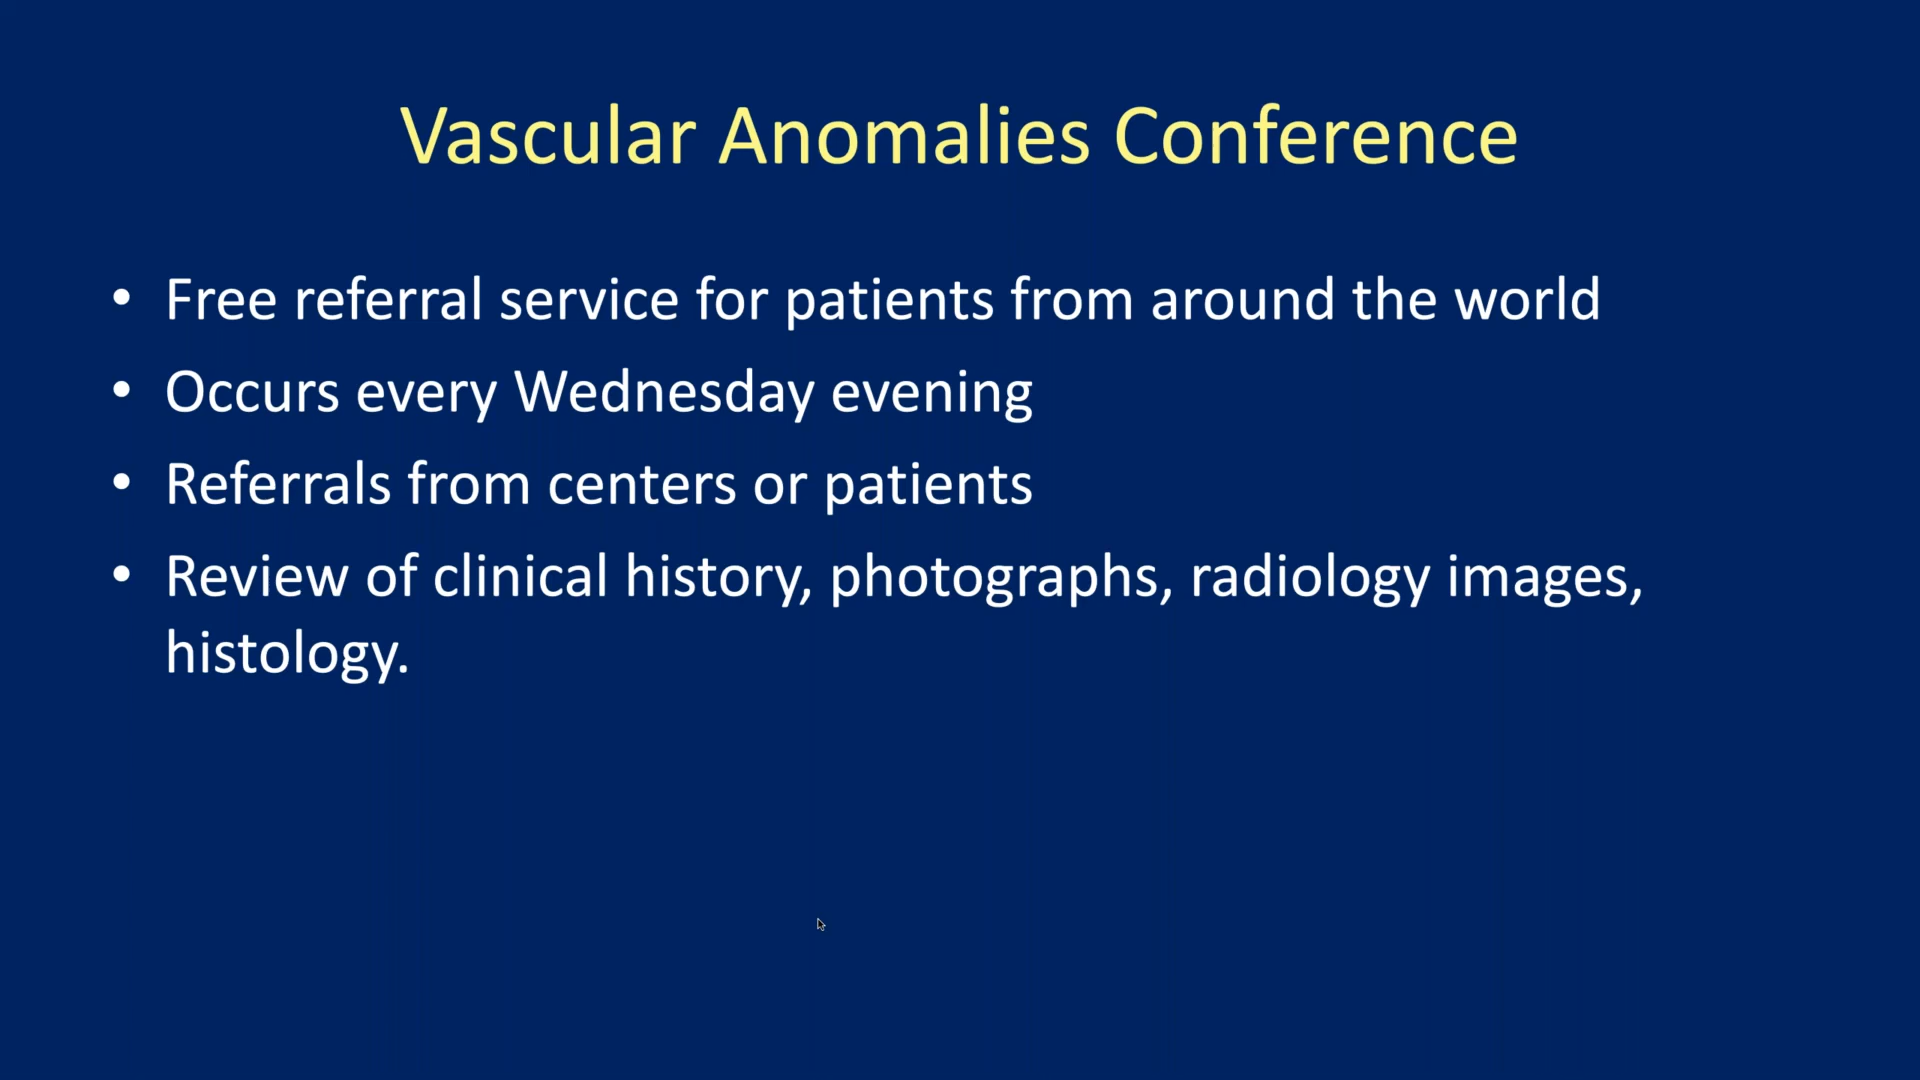 Vascular Anomalies Conference
• Free referral service for patients from around the world
• Occurs every Wednesday evening
• Referrals from centers or patients
• Review of clinical history, photographs, radiology images,
histology.